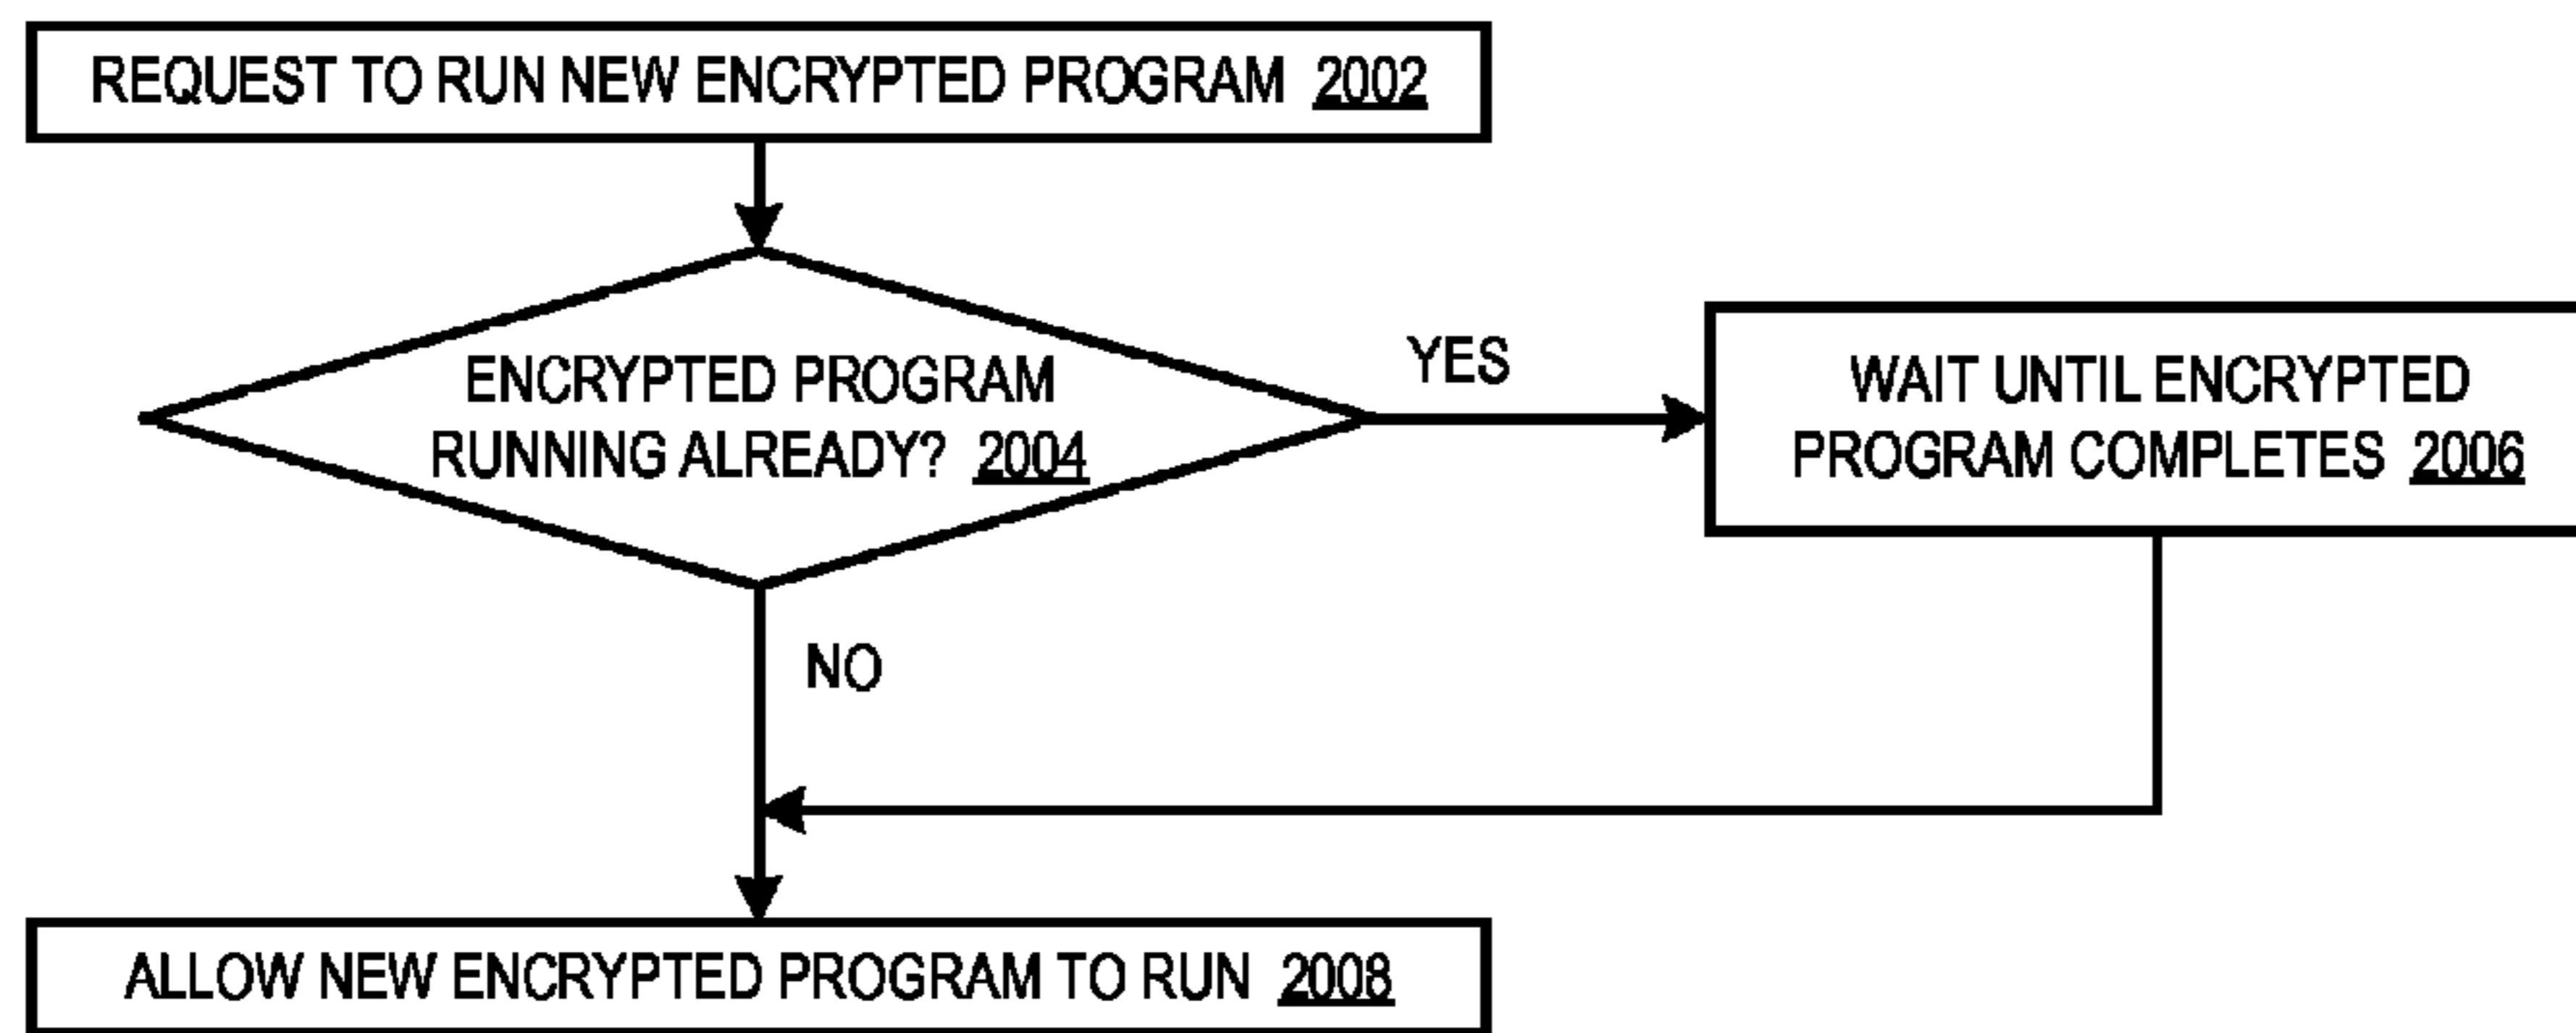 REQUEST TO RUN NEW ENCRYPTED PROGRAM 2002
ENCRYPTED PROGRAM
RUNNING ALREADY? 2004
YES
WAIT UNTIL ENCRYPTED
PROGRAM COMPLETES 2006
NO
ALLOW NEW ENCRYPTED PROGRAM TO RUN 2008